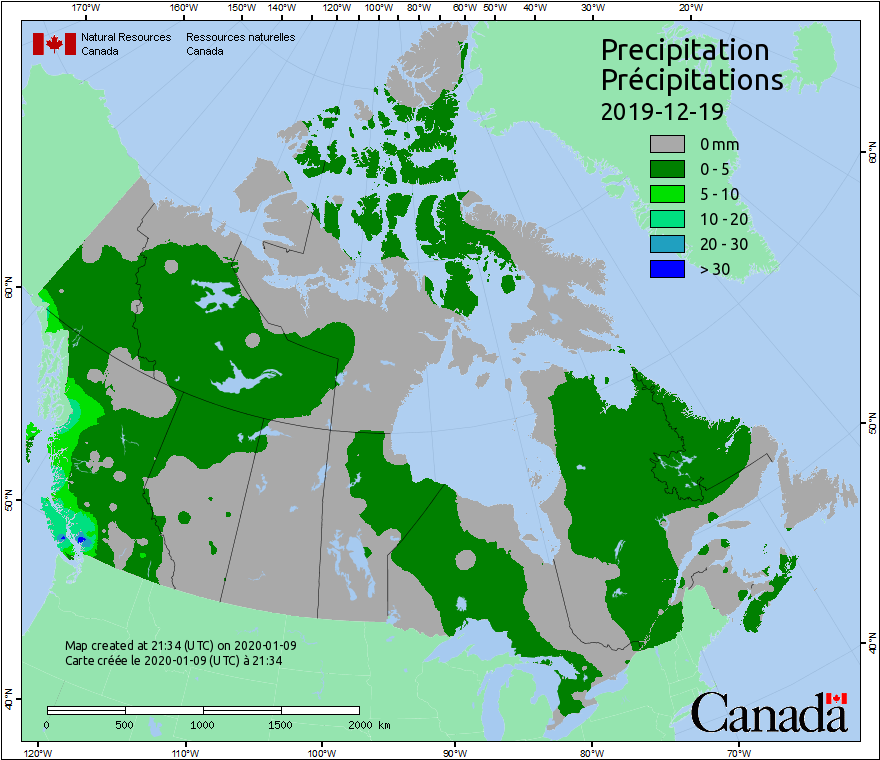 170°W 160°W 150°W 140°W 130°W 120°W 110°W 100°W 90°W 80°W 60°W 50°W 40°W 30°W 20°W
Natural Resources Canada
Ressources naturelles Canada
Precipitation
Précipitations
2019-12-19
0 mm
0 - 5
5 - 10
10 - 20
20 - 30
> 30
60°N
50°N
40°N
60°N
50°N
40°N
Map created at 21:34 (UTC) on 2020-01-09
Carte créée le 2020-01-09 (UTC) à 21:34
0 500 1000 1500 2000 km
Canada
120°W 110°W 100°W 90°W 80°W 70°W